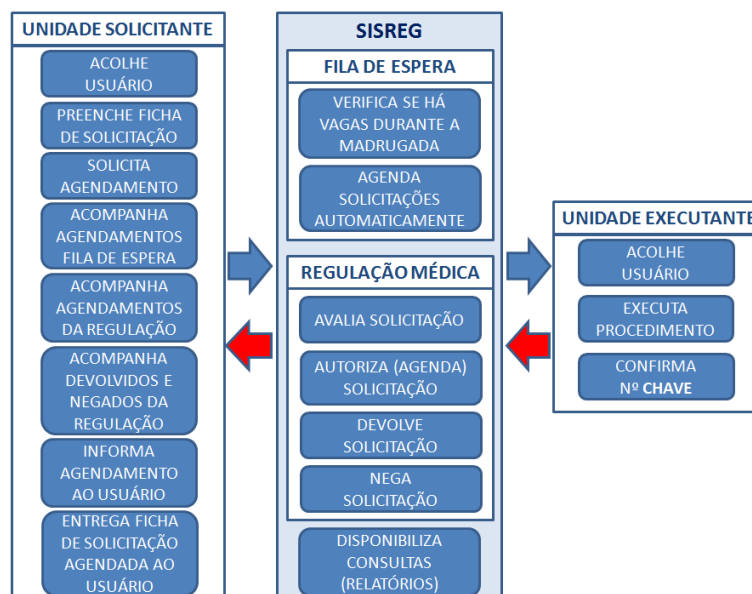 UNIDADE SOLICITANTE
ACOLHE
USUÁRIO
PREENCHE FICHA
DE SOLICITAÇÃO
SOLICITA
AGENDAMENTO
ACOMPANHA
AGENDAMENTOS
FILA DE ESPERA
ACOMPANHA
AGENDAMENTOS
DA REGULAÇÃO
ACOMPANHA
DEVOLVIDOS E
NEGADOS DA
REGULAÇÃO
INFORMA
AGENDAMENTO
AO USUÁRIO
ENTREGA FICHA
DE SOLICITAÇÃO
AGENDADA AO
USUÁRIO
SISREG
FILA DE ESPERA
VERIFICA SE HÁ
VAGAS DURANTE A
MADRUGADA
AGENDA
SOLICITAÇÕES
AUTOMATICAMENTE
REGULAÇÃO MÉDICA
AVALIA SOLICITAÇÃO
AUTORIZA (AGENDA)
SOLICITAÇÃO
DEVOLVE
SOLICITAÇÃO
NEGA
SOLICITAÇÃO
DISPONIBILIZA
CONSULTAS
(RELATÓRIOS)
UNIDADE EXECUTANTE
ACOLHE
USUÁRIO
EXECUTA
PROCEDIMENTO
CONFIRMA
Nº CHAVE